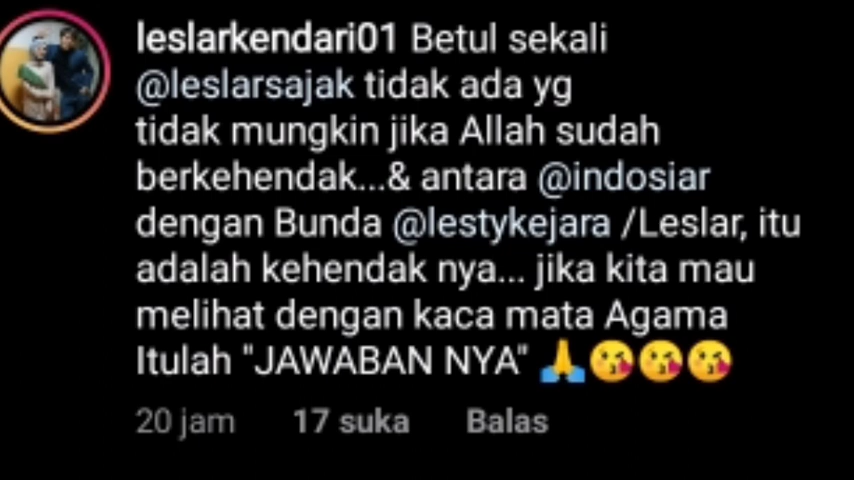 leslarkendari01 Betul sekali
@leslarsajak tidak ada yg
tidak mungkin jika Allah sudah
berkehendak...& antara @indosiar
dengan Bunda @lestykejara /Leslar, itu
adalah kehendak nya... jika kita mau
melihat dengan kaca mata Agama
Itulah "JAWABAN NYA" 🙏😘😘😘
20 jam 17 suka Balas